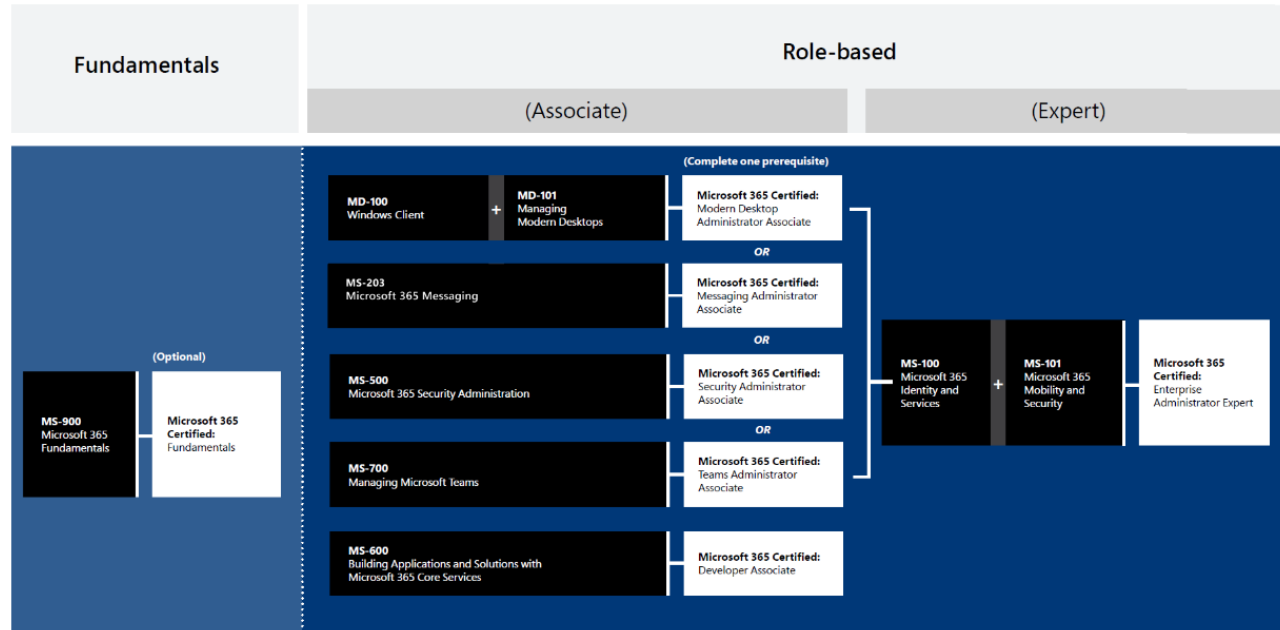 Fundamentals
Role-based
(Associate)
(Expert)
(Complete one prerequisite)
MD-100
Windows Client
+
MD-101
Managing
Modern Desktops
Microsoft 365 Certified:
Modern Desktop
Administrator Associate
OR
MS-203
Microsoft 365 Messaging
Microsoft 365 Certified:
Messaging Administrator
Associate
OR
MS-500
Microsoft 365 Security Administration
Microsoft 365 Certified:
Security Administrator
Associate
OR
MS-700
Managing Microsoft Teams
Microsoft 365 Certified:
Teams Administrator
Associate
MS-600
Building Applications and Solutions with
Microsoft 365 Core Services
Microsoft 365 Certified:
Developer Associate
(Optional)
MS-900
Microsoft 365
Fundamentals
Microsoft 365
Certified:
Fundamentals
MS-100
Microsoft 365
Identity and
Services
+
MS-101
Microsoft 365
Mobility and
Security
Microsoft 365
Certified:
Enterprise
Administrator Expert